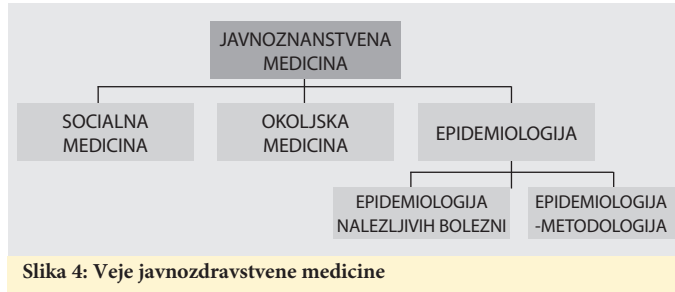 JAVNOZNANSTVENA
MEDICINA
SOCIALNA
MEDICINA
OKOLJSKA
MEDICINA
EPIDEMIOLOGIJA
EPIDEMIOLOGIJA
NALEZLJIVIH BOLEZNI
EPIDEMIOLOGIJA
-METODOLOGIJA
Slika 4: Veje javnozdravstvene medicine